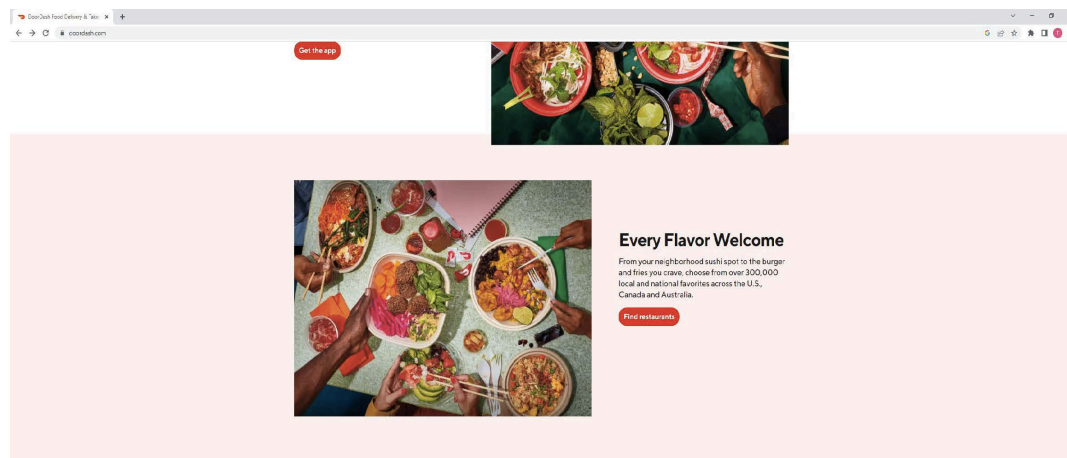 DoorDash Food Delivery & Take
doordash.com
Get the app
Every Flavor Welcome
From your neighborhood sushi spot to the burger
and fries you crave, choose from over 300,000
local and national favorites across the U.S.,
Canada and Australia.
Find restaurants